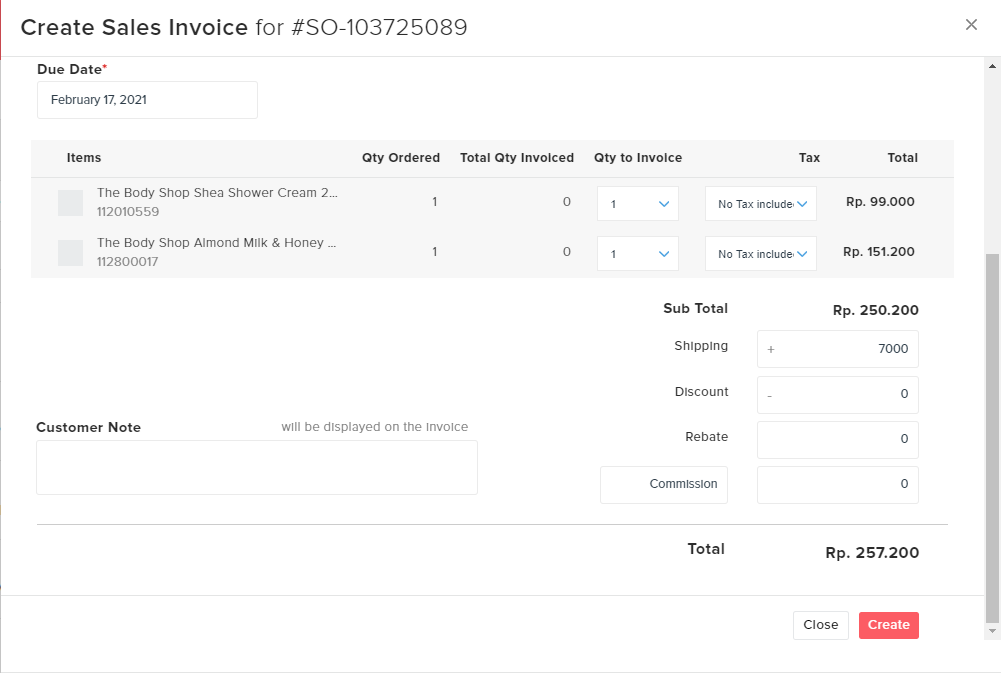 Create Sales Invoice for #SO-103725089
Due Date*
February 17, 2021
Items Qty Ordered Total Qty Invoiced Qty to Invoice Tax Total
The Body Shop Shea Shower Cream 2...
112010559
1 0 1 No Tax include Rp. 99.000
The Body Shop Almond Milk & Honey ...
112800017
1 0 1 No Tax include Rp. 151.200
Sub Total Rp. 250.200
Shipping + 7000
Discount - 0
Rebate 0
Customer Note will be displayed on the invoice
Commission 0
Total Rp. 257.200
Close Create